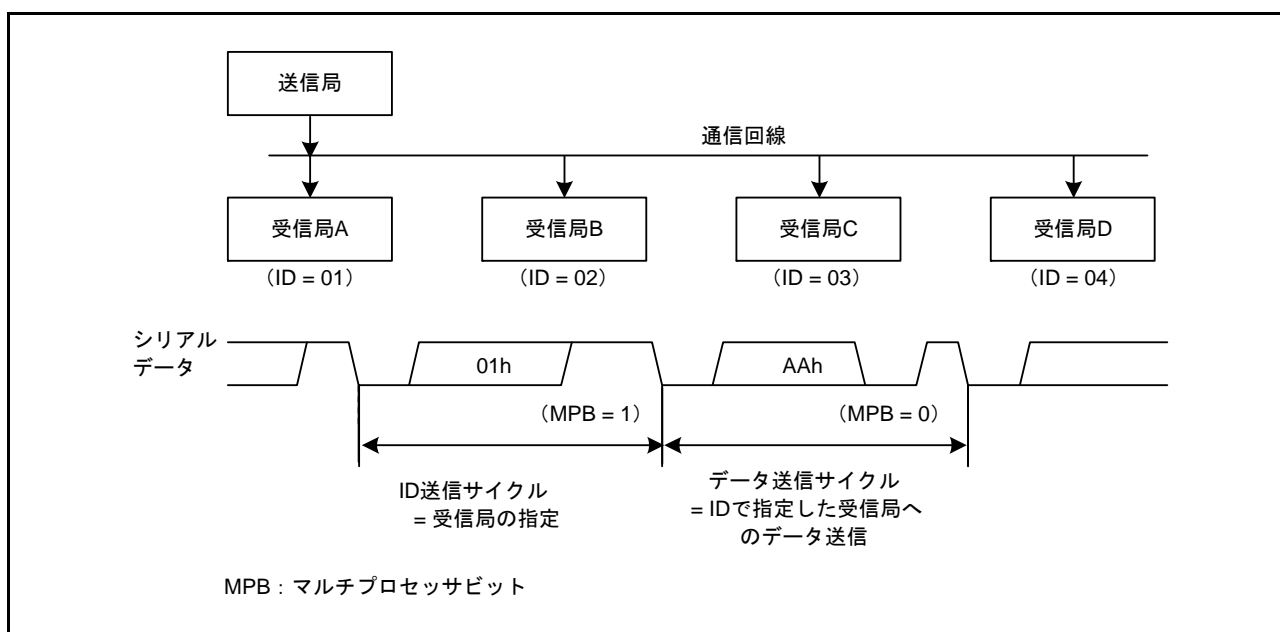 送信局
通信回線
受信局A
受信局B
受信局C
受信局D
（ID = 01）
（ID = 02）
（ID = 03）
（ID = 04）
シリアル
データ
01h
AAh
（MPB = 1）
（MPB = 0）
ID送信サイクル
= 受信局の指定
データ送信サイクル
= IDで指定した受信局へ
のデータ送信
MPB：マルチプロセッサビット